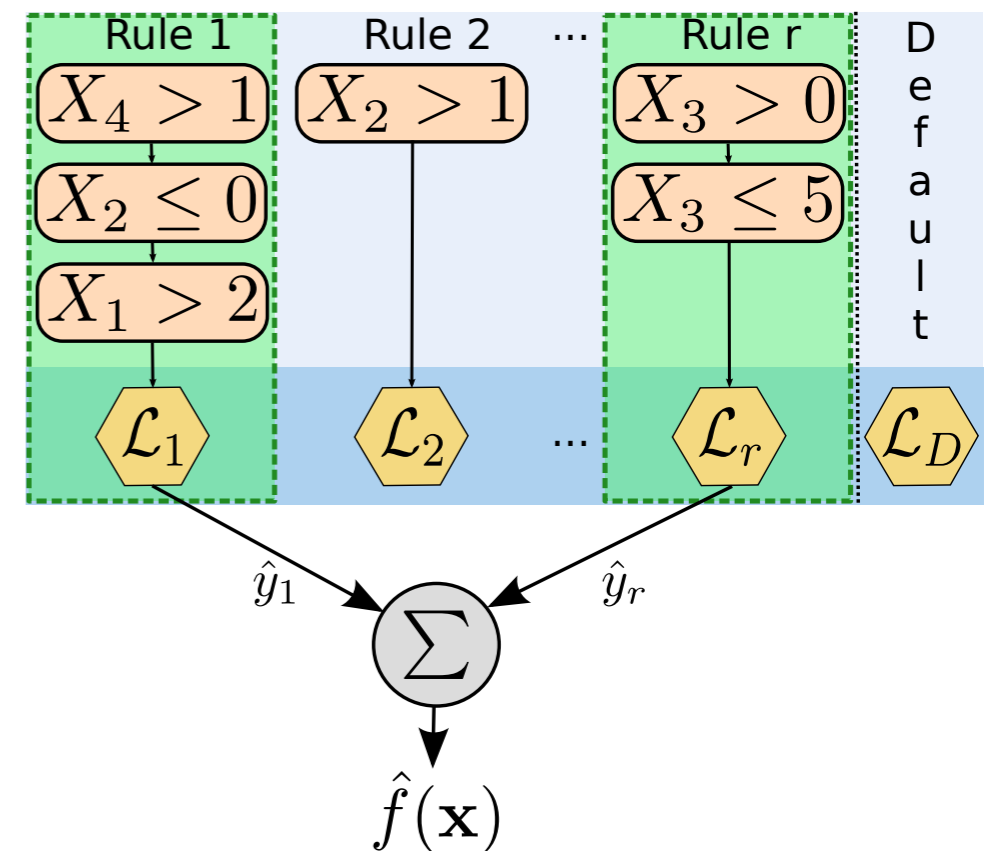 Rule 1 Rule 2 ... Rule r Default
X₄ > 1 X₂ > 1 X₃ > 0
X₂ ≤ 0 X₃ ≤ 5
X₁ > 2
ℒ₁ ℒ₂ ... ℒᵣ ℒ_D
ŷ₁ ŷᵣ
∑
f̂(𝐱)